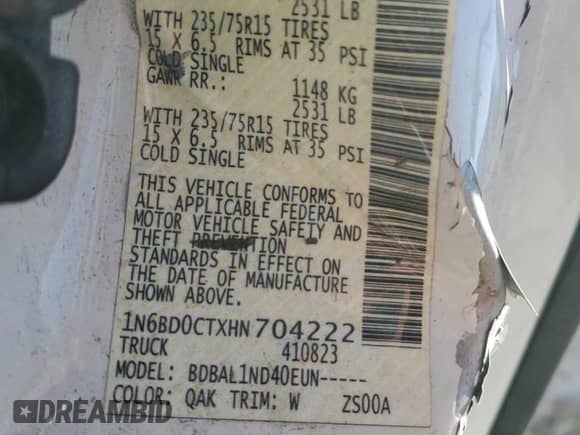 2531 LB
WITH 235/75R15 TIRES
15 X 6.5 RIMS AT 35 PSI
COLD SINGLE
GAWR RR.: 1148 KG
2531 LB
WITH 235/75R15 TIRES
15 X 6.5 RIMS AT 35 PSI
COLD SINGLE
THIS VEHICLE CONFORMS TO
ALL APPLICABLE FEDERAL
MOTOR VEHICLE SAFETY AND
THEFT PREVENTION
STANDARDS IN EFFECT ON
THE DATE OF MANUFACTURE
SHOWN ABOVE.
1N6BD0CTXHN704222
TRUCK 410823
MODEL: BDBAL1ND40EUN-----
COLOR: QAK TRIM: W ZS00A
DREAMBID